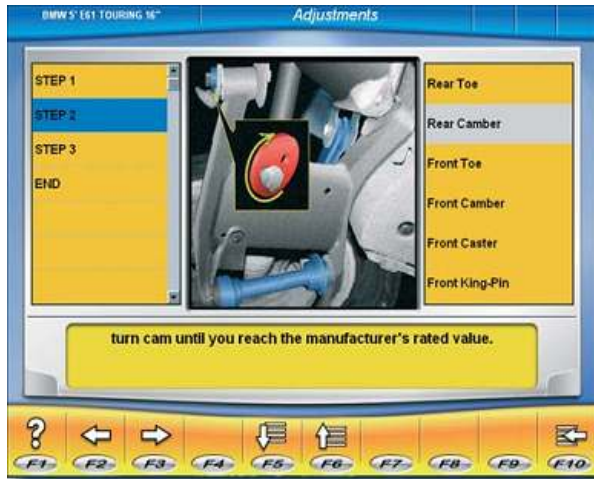 BMW 5' E61 TOURING 16"
Adjustments
STEP 1
STEP 2
STEP 3
END
Rear Toe
Rear Camber
Front Toe
Front Camber
Front Caster
Front King-Pin
turn cam until you reach the manufacturer's rated value.
?
F1 F2 F3 F4 F5 F6 F7 F8 F9 F10